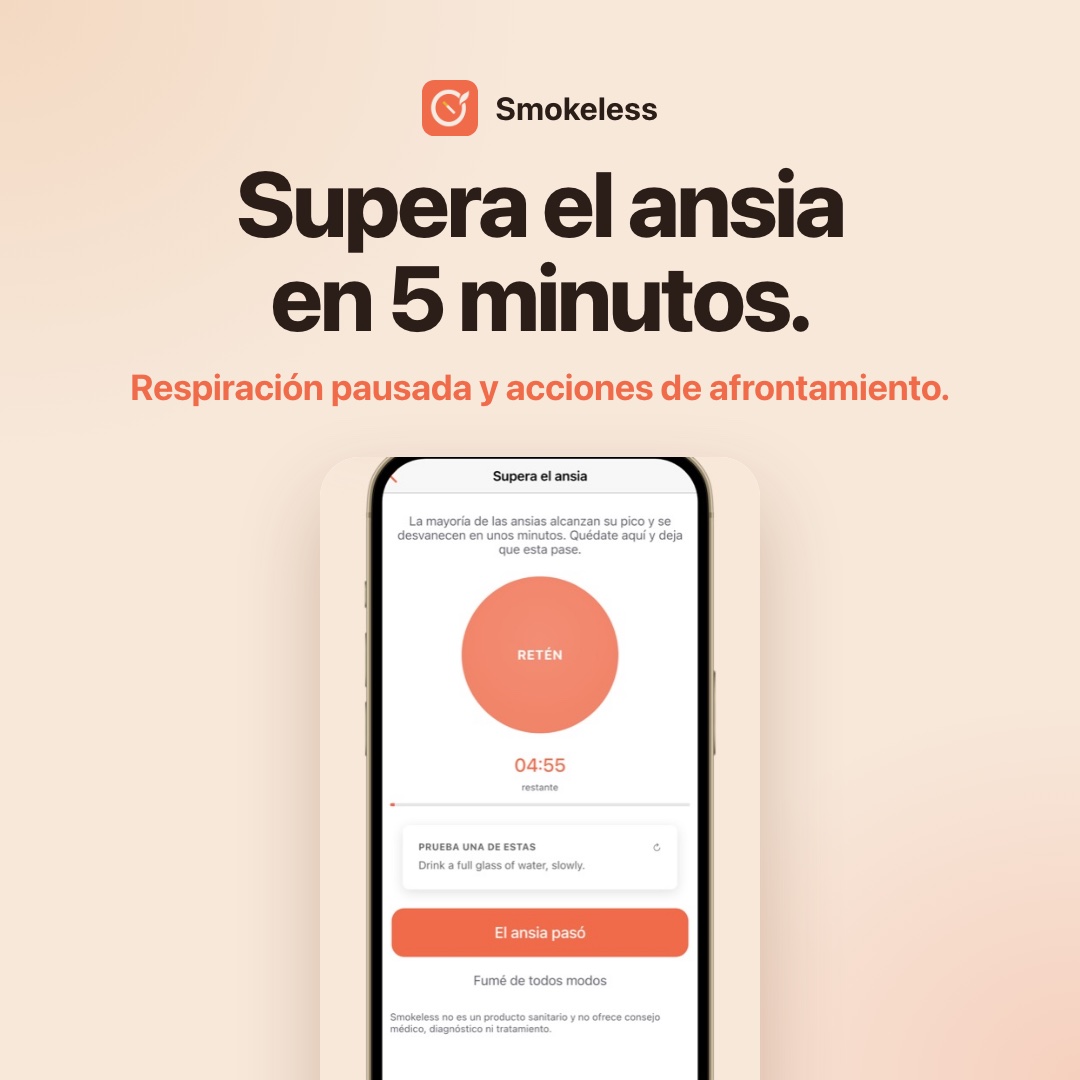 Smokeless
Supera el ansia
en 5 minutos.
Respiración pausada y acciones de afrontamiento.
Supera el ansia
La mayoría de las ansias alcanzan su pico y se
desvanecen en unos minutos. Quédate aquí y deja
que esta pase.
RETÉN
04:55
restante
PRUEBA UNA DE ESTAS
Drink a full glass of water, slowly.
El ansia pasó
Fumé de todos modos
Smokeless no es un producto sanitario y no ofrece consejo
médico, diagnóstico ni tratamiento.